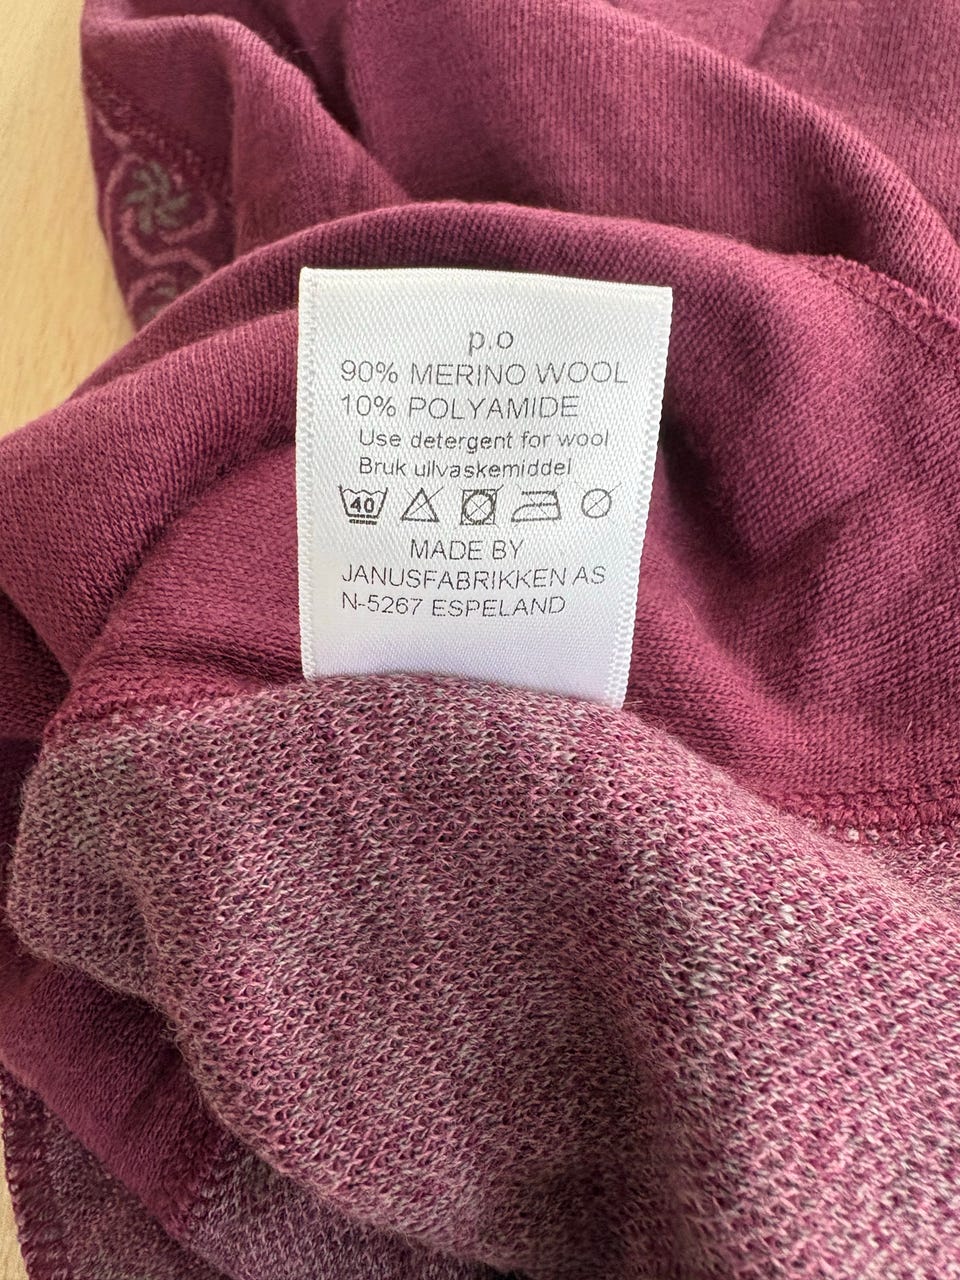 p.o
90% MERINO WOOL
10% POLYAMIDE
Use detergent for wool
Bruk ullvaskemiddel
40
MADE BY
JANUSFABRIKKEN AS
N-5267 ESPELAND